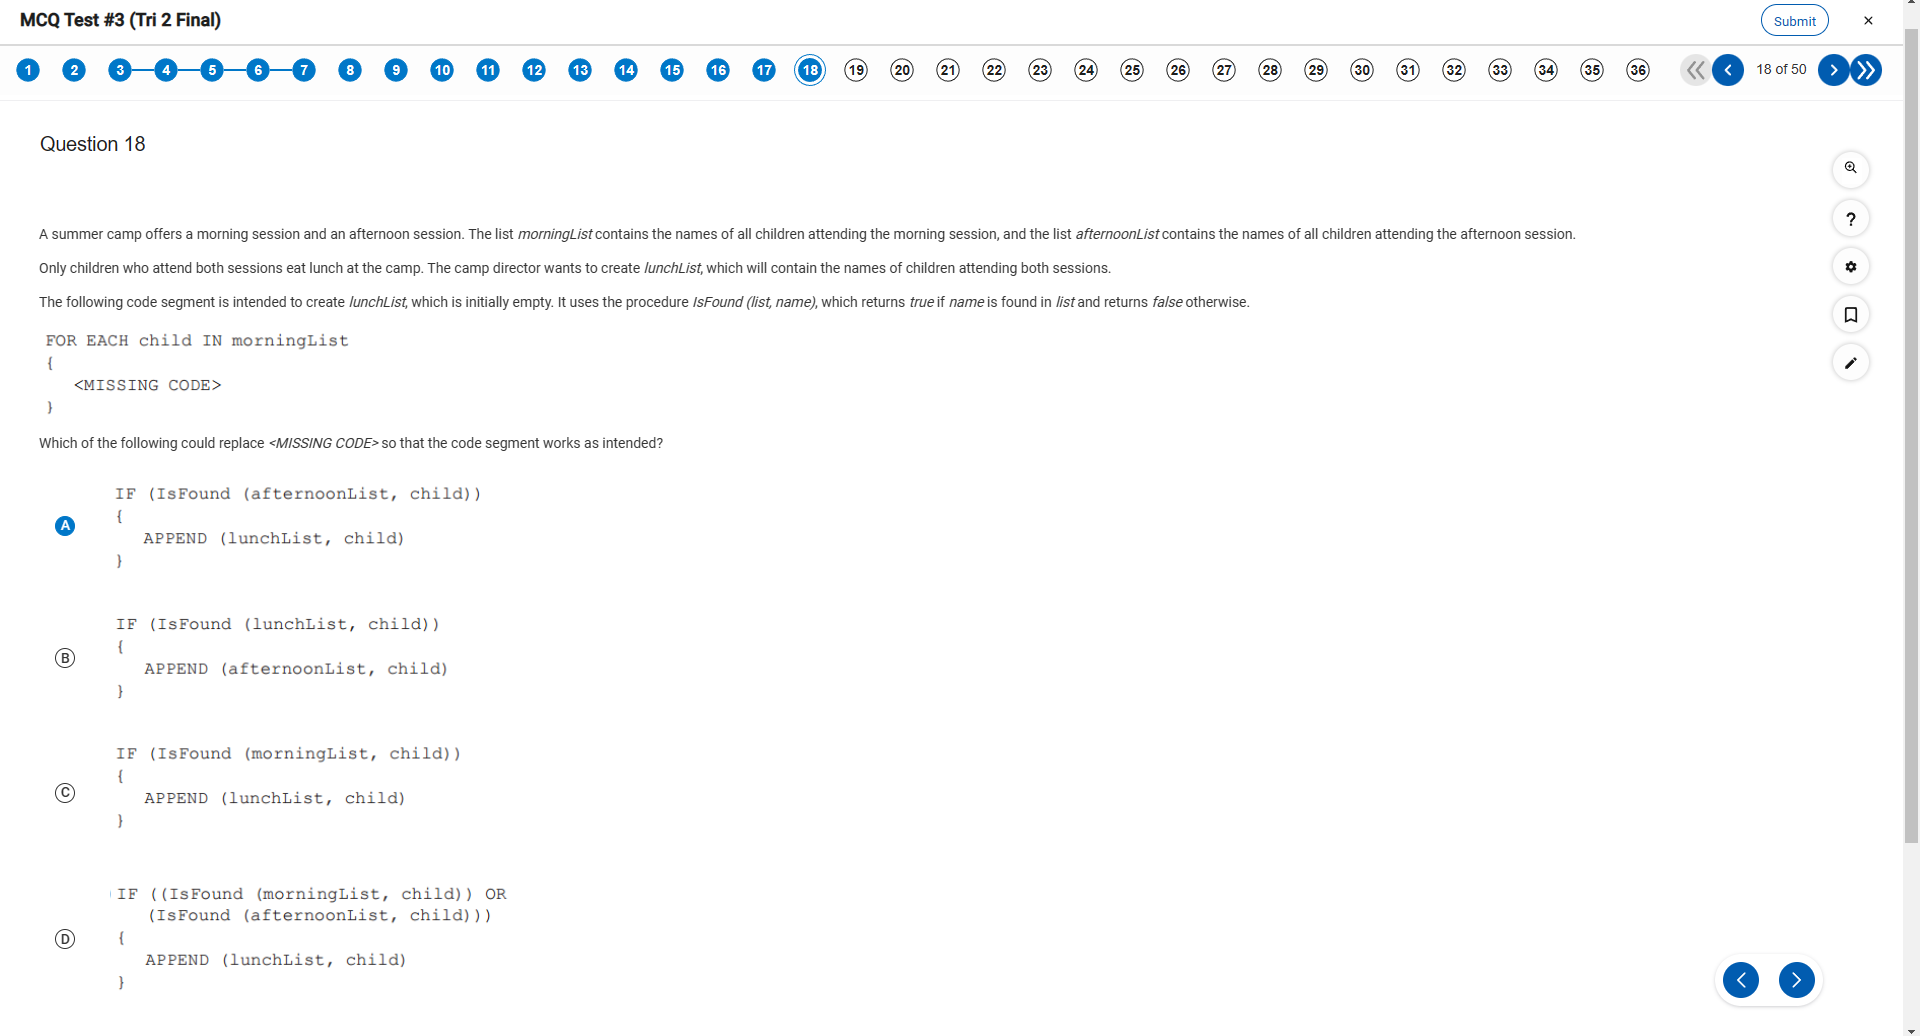 MCQ Test #3 (Tri 2 Final)
Submit
1 2 3 4 5 6 7 8 9 10 11 12 13 14 15 16 17 18 19 20 21 22 23 24 25 26 27 28 29 30 31 32 33 34 35 36 18 of 50
Question 18
A summer camp offers a morning session and an afternoon session. The list morningList contains the names of all children attending the morning session, and the list afternoonList contains the names of all children attending the afternoon session.
Only children who attend both sessions eat lunch at the camp. The camp director wants to create lunchList, which will contain the names of children attending both sessions.
The following code segment is intended to create lunchList, which is initially empty. It uses the procedure IsFound (list, name), which returns true if name is found in list and returns false otherwise.
FOR EACH child IN morningList
{
<MISSING CODE>
}
Which of the following could replace <MISSING CODE> so that the code segment works as intended?
A
IF (IsFound (afternoonList, child))
{
APPEND (lunchList, child)
}
B
IF (IsFound (lunchList, child))
{
APPEND (afternoonList, child)
}
C
IF (IsFound (morningList, child))
{
APPEND (lunchList, child)
}
D
IF ((IsFound (morningList, child)) OR
(IsFound (afternoonList, child)))
{
APPEND (lunchList, child)
}